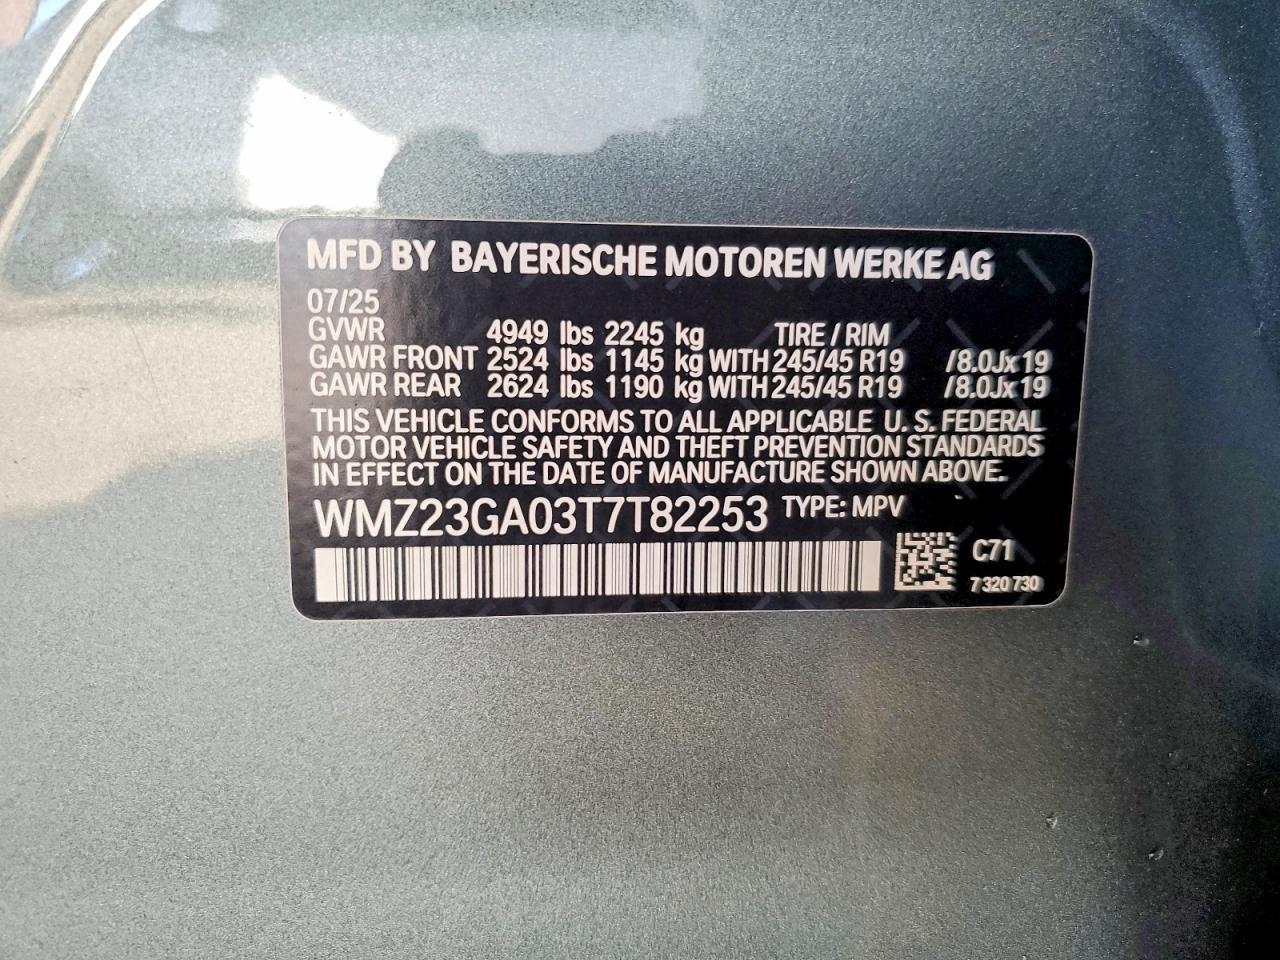 MFD BY BAYERISCHE MOTOREN WERKE AG
07/25
GVWR 4949 lbs 2245 kg TIRE / RIM
GAWR FRONT 2524 lbs 1145 kg WITH 245/45 R19 /8.0Jx19
GAWR REAR 2624 lbs 1190 kg WITH 245/45 R19 /8.0Jx19
THIS VEHICLE CONFORMS TO ALL APPLICABLE U.S. FEDERAL
MOTOR VEHICLE SAFETY AND THEFT PREVENTION STANDARDS
IN EFFECT ON THE DATE OF MANUFACTURE SHOWN ABOVE.
WMZ23GA03T7T82253 TYPE: MPV
C71
7 320 730